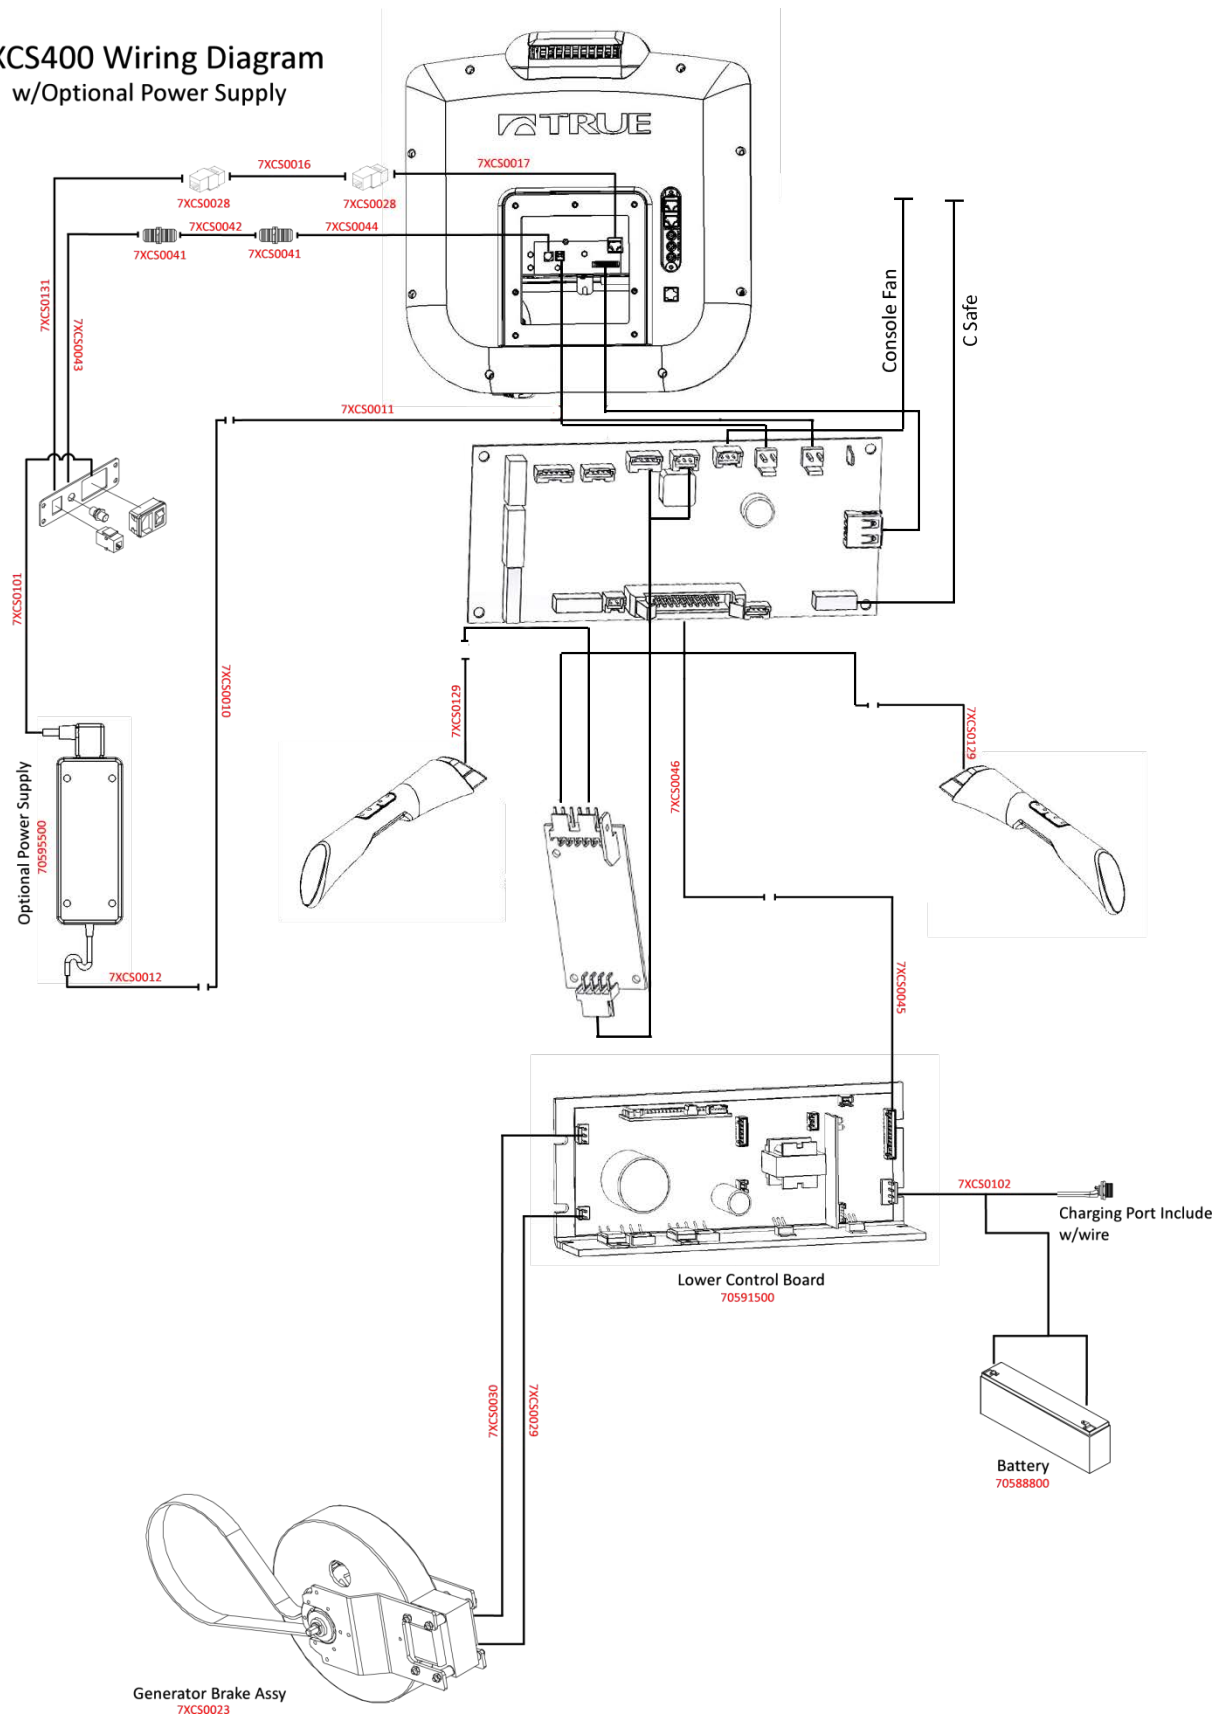 XCS400 Wiring Diagram
w/Optional Power Supply
TRUE
7XCS0016
7XCS0017
7XCS0028
7XCS0028
7XCS0042
7XCS0044
7XCS0041
7XCS0041
7XCS0131
7XCS0043
Console Fan
C Safe
7XCS0011
7XCS0101
7XCS0010
7XCS0129
7XCS0129
7XCS0046
Optional Power Supply
70595500
7XCS0012
7XCS0045
7XCS0102
Charging Port Include
w/wire
Lower Control Board
70591500
7XCS0030
7XCS0029
Battery
70588800
Generator Brake Assy
7XCS0023